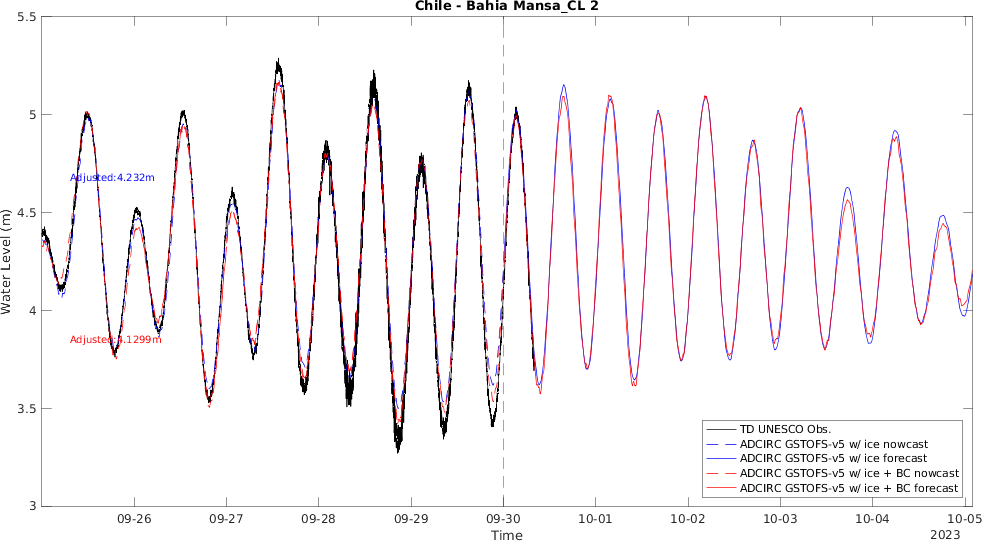 Chile - Bahia Mansa_CL 2
5.5
5
4.5
4
3.5
3
Water Level (m)
Adjusted:4.232m
Adjusted:4.1299m
TD UNESCO Obs.
ADCIRC GSTOFS-v5 w/ ice nowcast
ADCIRC GSTOFS-v5 w/ ice forecast
ADCIRC GSTOFS-v5 w/ ice + BC nowcast
ADCIRC GSTOFS-v5 w/ ice + BC forecast
09-26 09-27 09-28 09-29 09-30 10-01 10-02 10-03 10-04 10-05
Time
2023